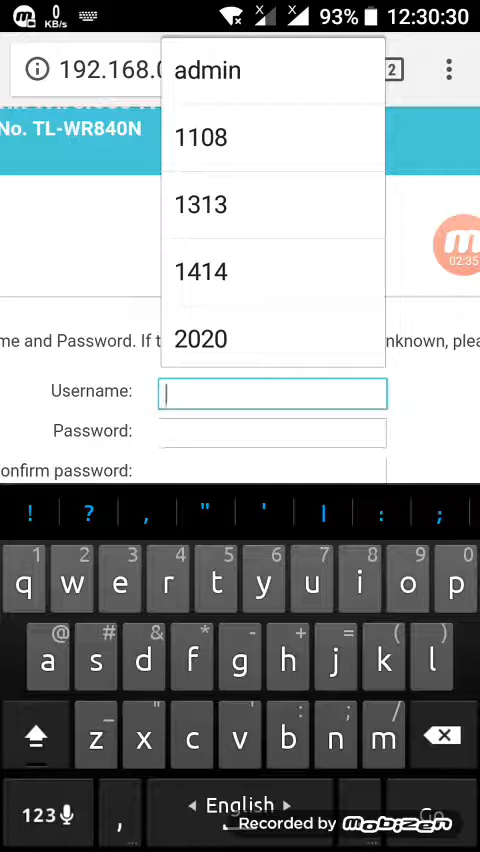 0
KB/s
93%
12:30:30
192.168.0
2
admin
No. TL-WR840N
1108
1313
02:35
1414
me and Password. If t
nknown, plea
2020
Username:
Password:
onfirm password:
! ? , " ' | : ;
1 2 3 4 5 6 7 8 9 0
q w e r t y u i o p
@ # & * - + = ( )
a s d f g h j k l
_ " ' : ; /
z x c v b n m
123 , English Go
Recorded by Mobizen